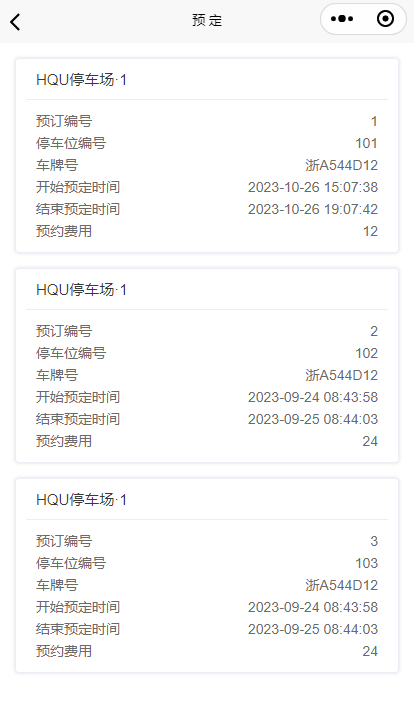 预定
HQU停车场·1
预订编号 1
停车位编号 101
车牌号 浙A544D12
开始预定时间 2023-10-26 15:07:38
结束预定时间 2023-10-26 19:07:42
预约费用 12
HQU停车场·1
预订编号 2
停车位编号 102
车牌号 浙A544D12
开始预定时间 2023-09-24 08:43:58
结束预定时间 2023-09-25 08:44:03
预约费用 24
HQU停车场·1
预订编号 3
停车位编号 103
车牌号 浙A544D12
开始预定时间 2023-09-24 08:43:58
结束预定时间 2023-09-25 08:44:03
预约费用 24